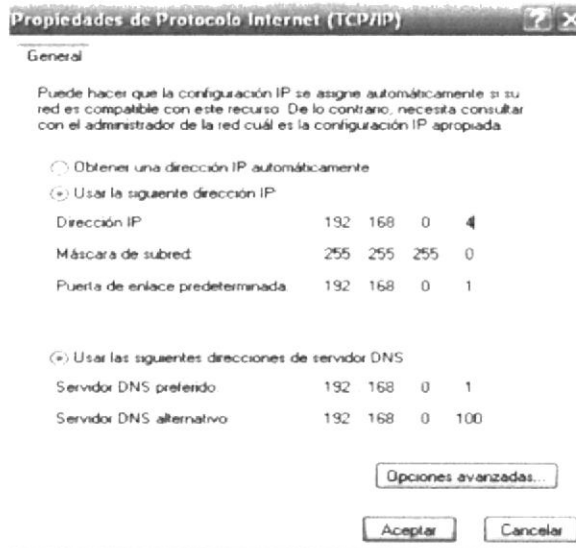 Propiedades de Protocolo Internet (TCP/IP)
General
Puede hacer que la configuración IP se asigne automáticamente si su
red es compatible con este recurso. De lo contrario, necesita consultar
con el administrador de la red cuál es la configuración IP apropiada
Obtener una dirección IP automáticamente
Usar la siguiente dirección IP:
Dirección IP 192 168 0 4
Máscara de subred: 255 255 255 0
Puerta de enlace predeterminada 192 168 0 1
Usar las siguientes direcciones de servidor DNS
Servidor DNS preferido 192 168 0 1
Servidor DNS alternativo 192 168 0 100
Opciones avanzadas...
Aceptar Cancelar